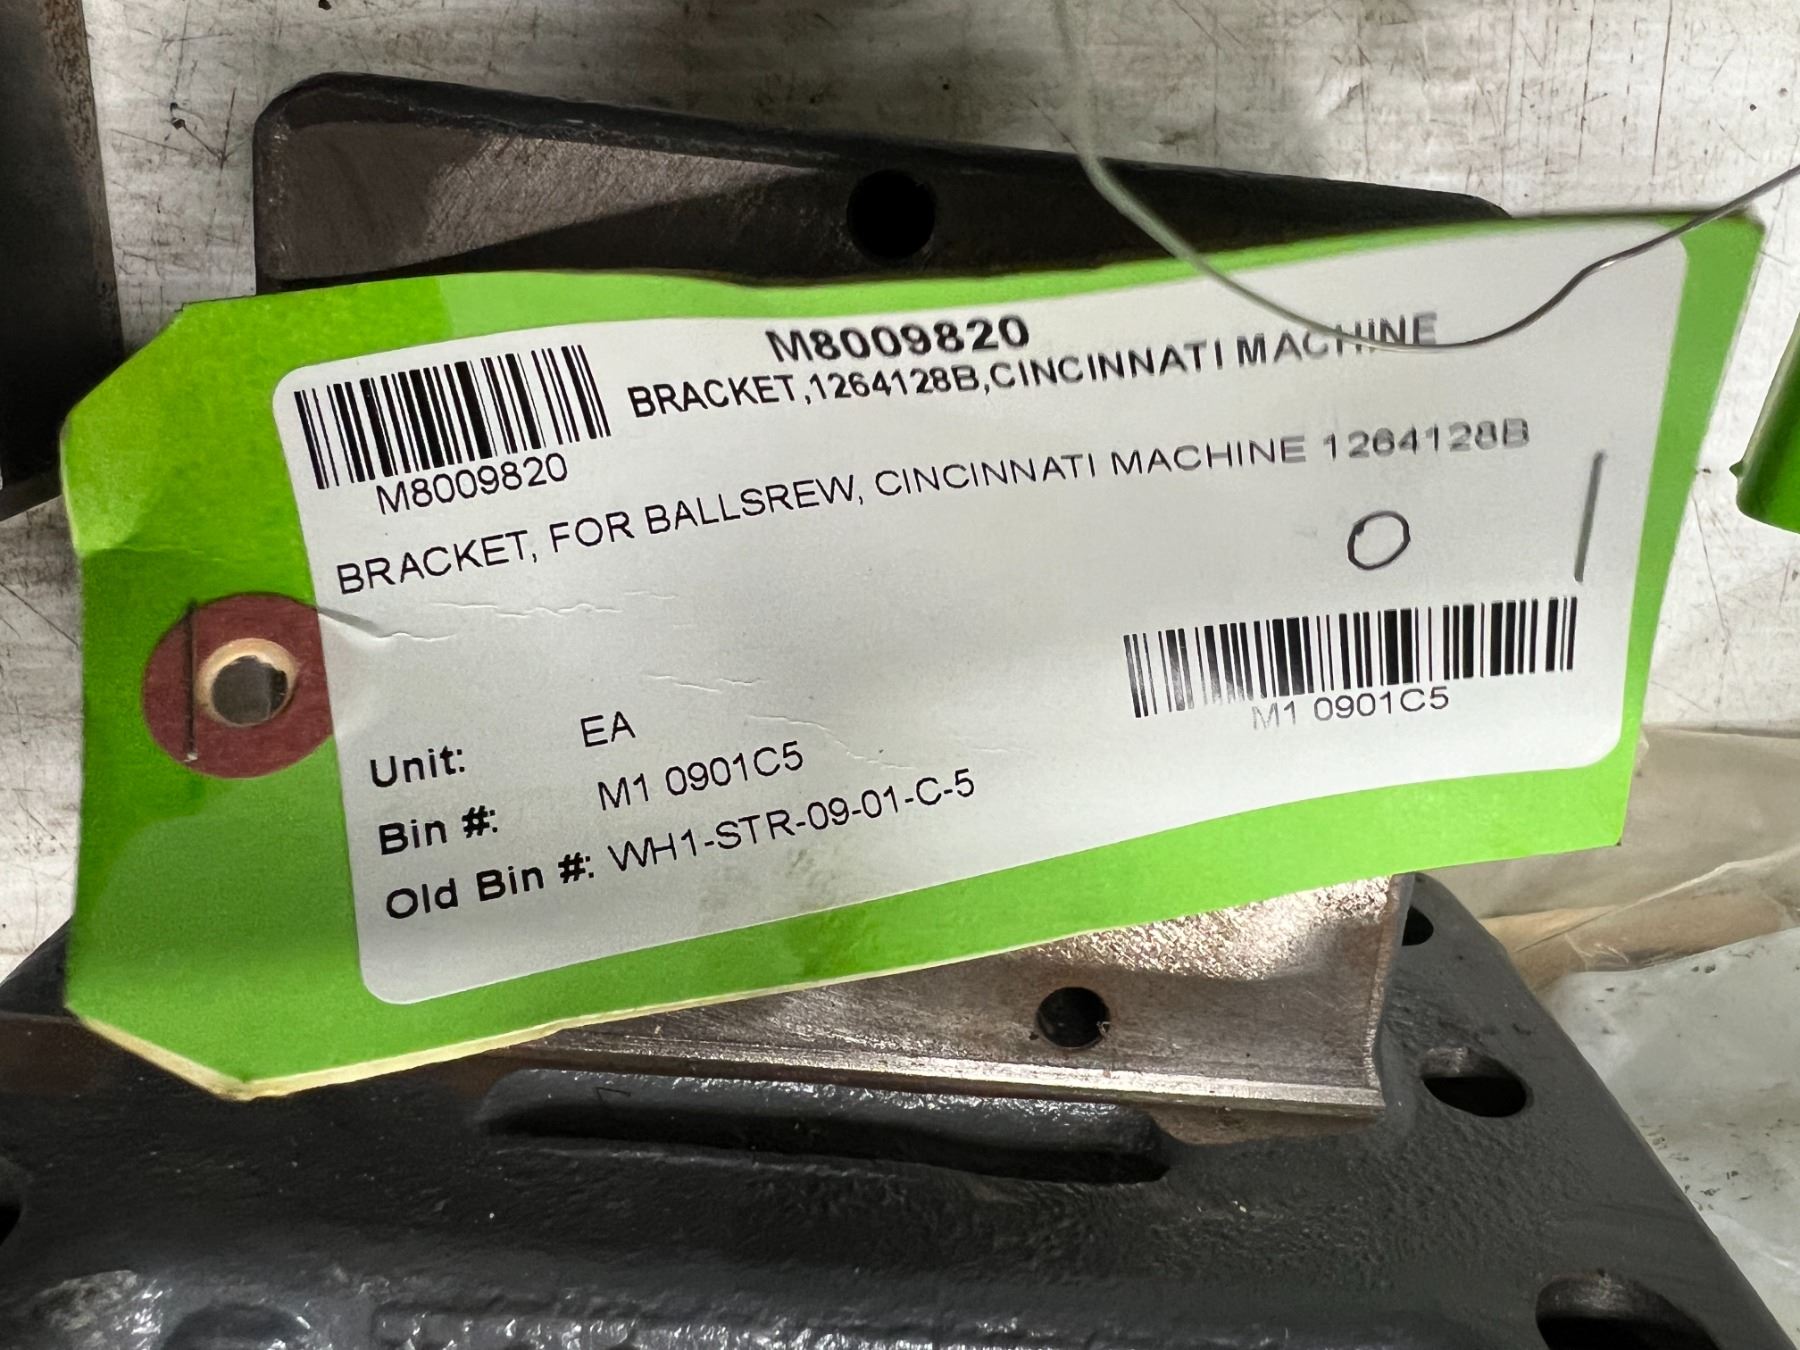 M8009820
BRACKET,1264128B,CINCINNATI MACHINE
M8009820
BRACKET, FOR BALLSREW, CINCINNATI MACHINE 1264128B
O
M1 0901C5
Unit: EA
Bin #: M1 0901C5
Old Bin #: WH1-STR-09-01-C-5